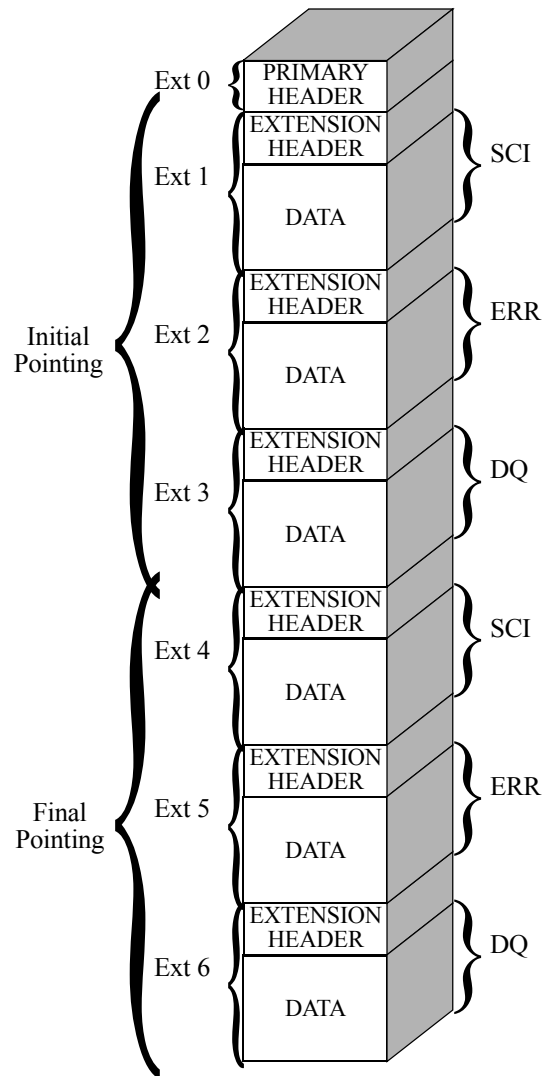 Ext 0
PRIMARY
HEADER
Ext 1
EXTENSION
HEADER
DATA
SCI
Initial
Pointing
Ext 2
EXTENSION
HEADER
DATA
ERR
Ext 3
EXTENSION
HEADER
DATA
DQ
Ext 4
EXTENSION
HEADER
DATA
SCI
Final
Pointing
Ext 5
EXTENSION
HEADER
DATA
ERR
Ext 6
EXTENSION
HEADER
DATA
DQ